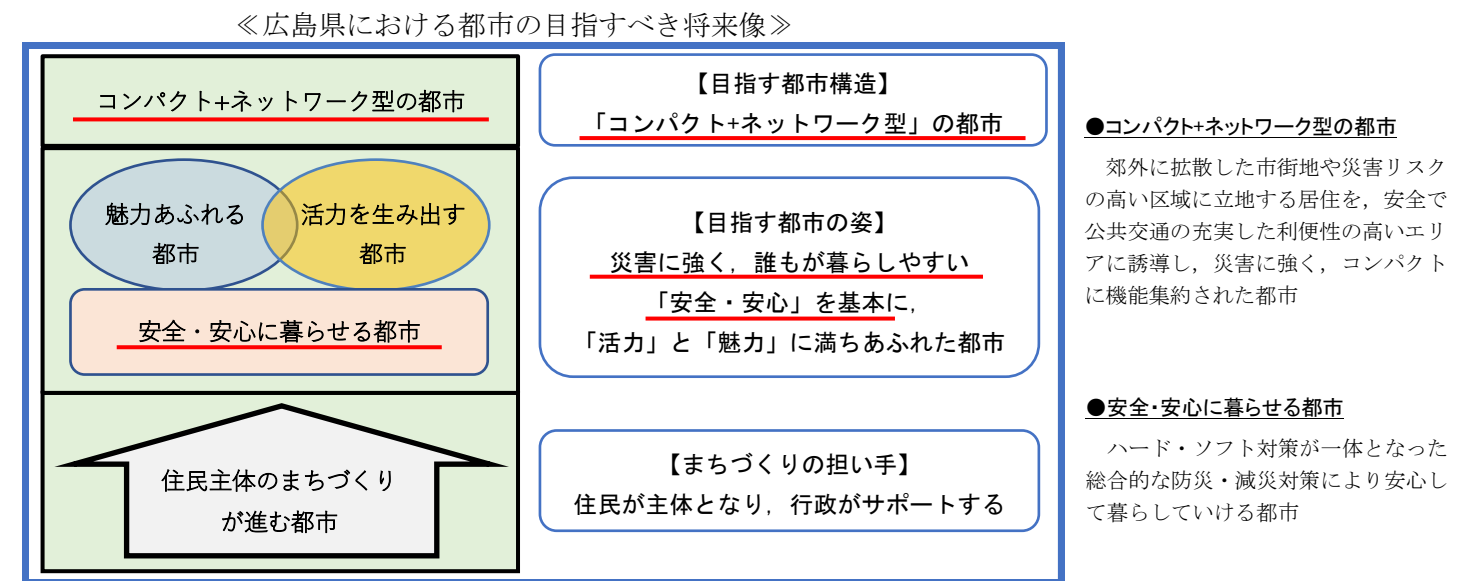 ≪広島県における都市の目指すべき将来像≫
コンパクト+ネットワーク型の都市
魅力あふれる
都市
活力を生み出す
都市
安全・安心に暮らせる都市
住民主体のまちづくり
が進む都市
【目指す都市構造】
「コンパクト+ネットワーク型」の都市
【目指す都市の姿】
災害に強く，誰もが暮らしやすい
「安全・安心」を基本に，
「活力」と「魅力」に満ちあふれた都市
【まちづくりの担い手】
住民が主体となり，行政がサポートする
●コンパクト+ネットワーク型の都市
郊外に拡散した市街地や災害リスク
の高い区域に立地する居住を，安全で
公共交通の充実した利便性の高いエリ
アに誘導し，災害に強く，コンパクト
に機能集約された都市
●安全・安心に暮らせる都市
ハード・ソフト対策が一体となった
総合的な防災・減災対策により安心し
て暮らしていける都市